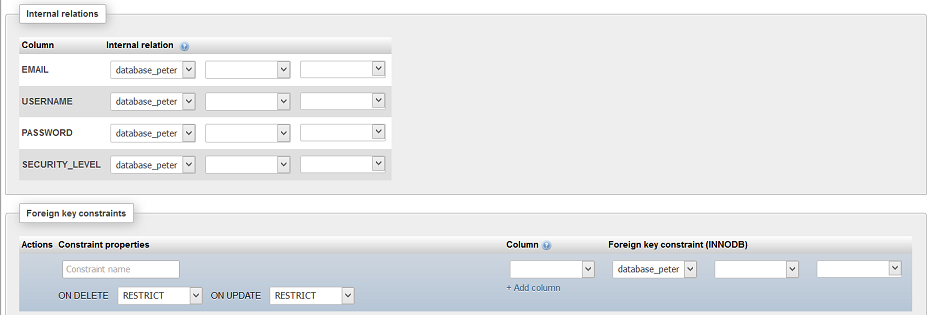 Internal relations
Column Internal relation
EMAIL database_peter
USERNAME database_peter
PASSWORD database_peter
SECURITY_LEVEL database_peter
Foreign key constraints
Actions Constraint properties Column Foreign key constraint (INNODB)
Constraint name database_peter
+ Add column
ON DELETE RESTRICT ON UPDATE RESTRICT